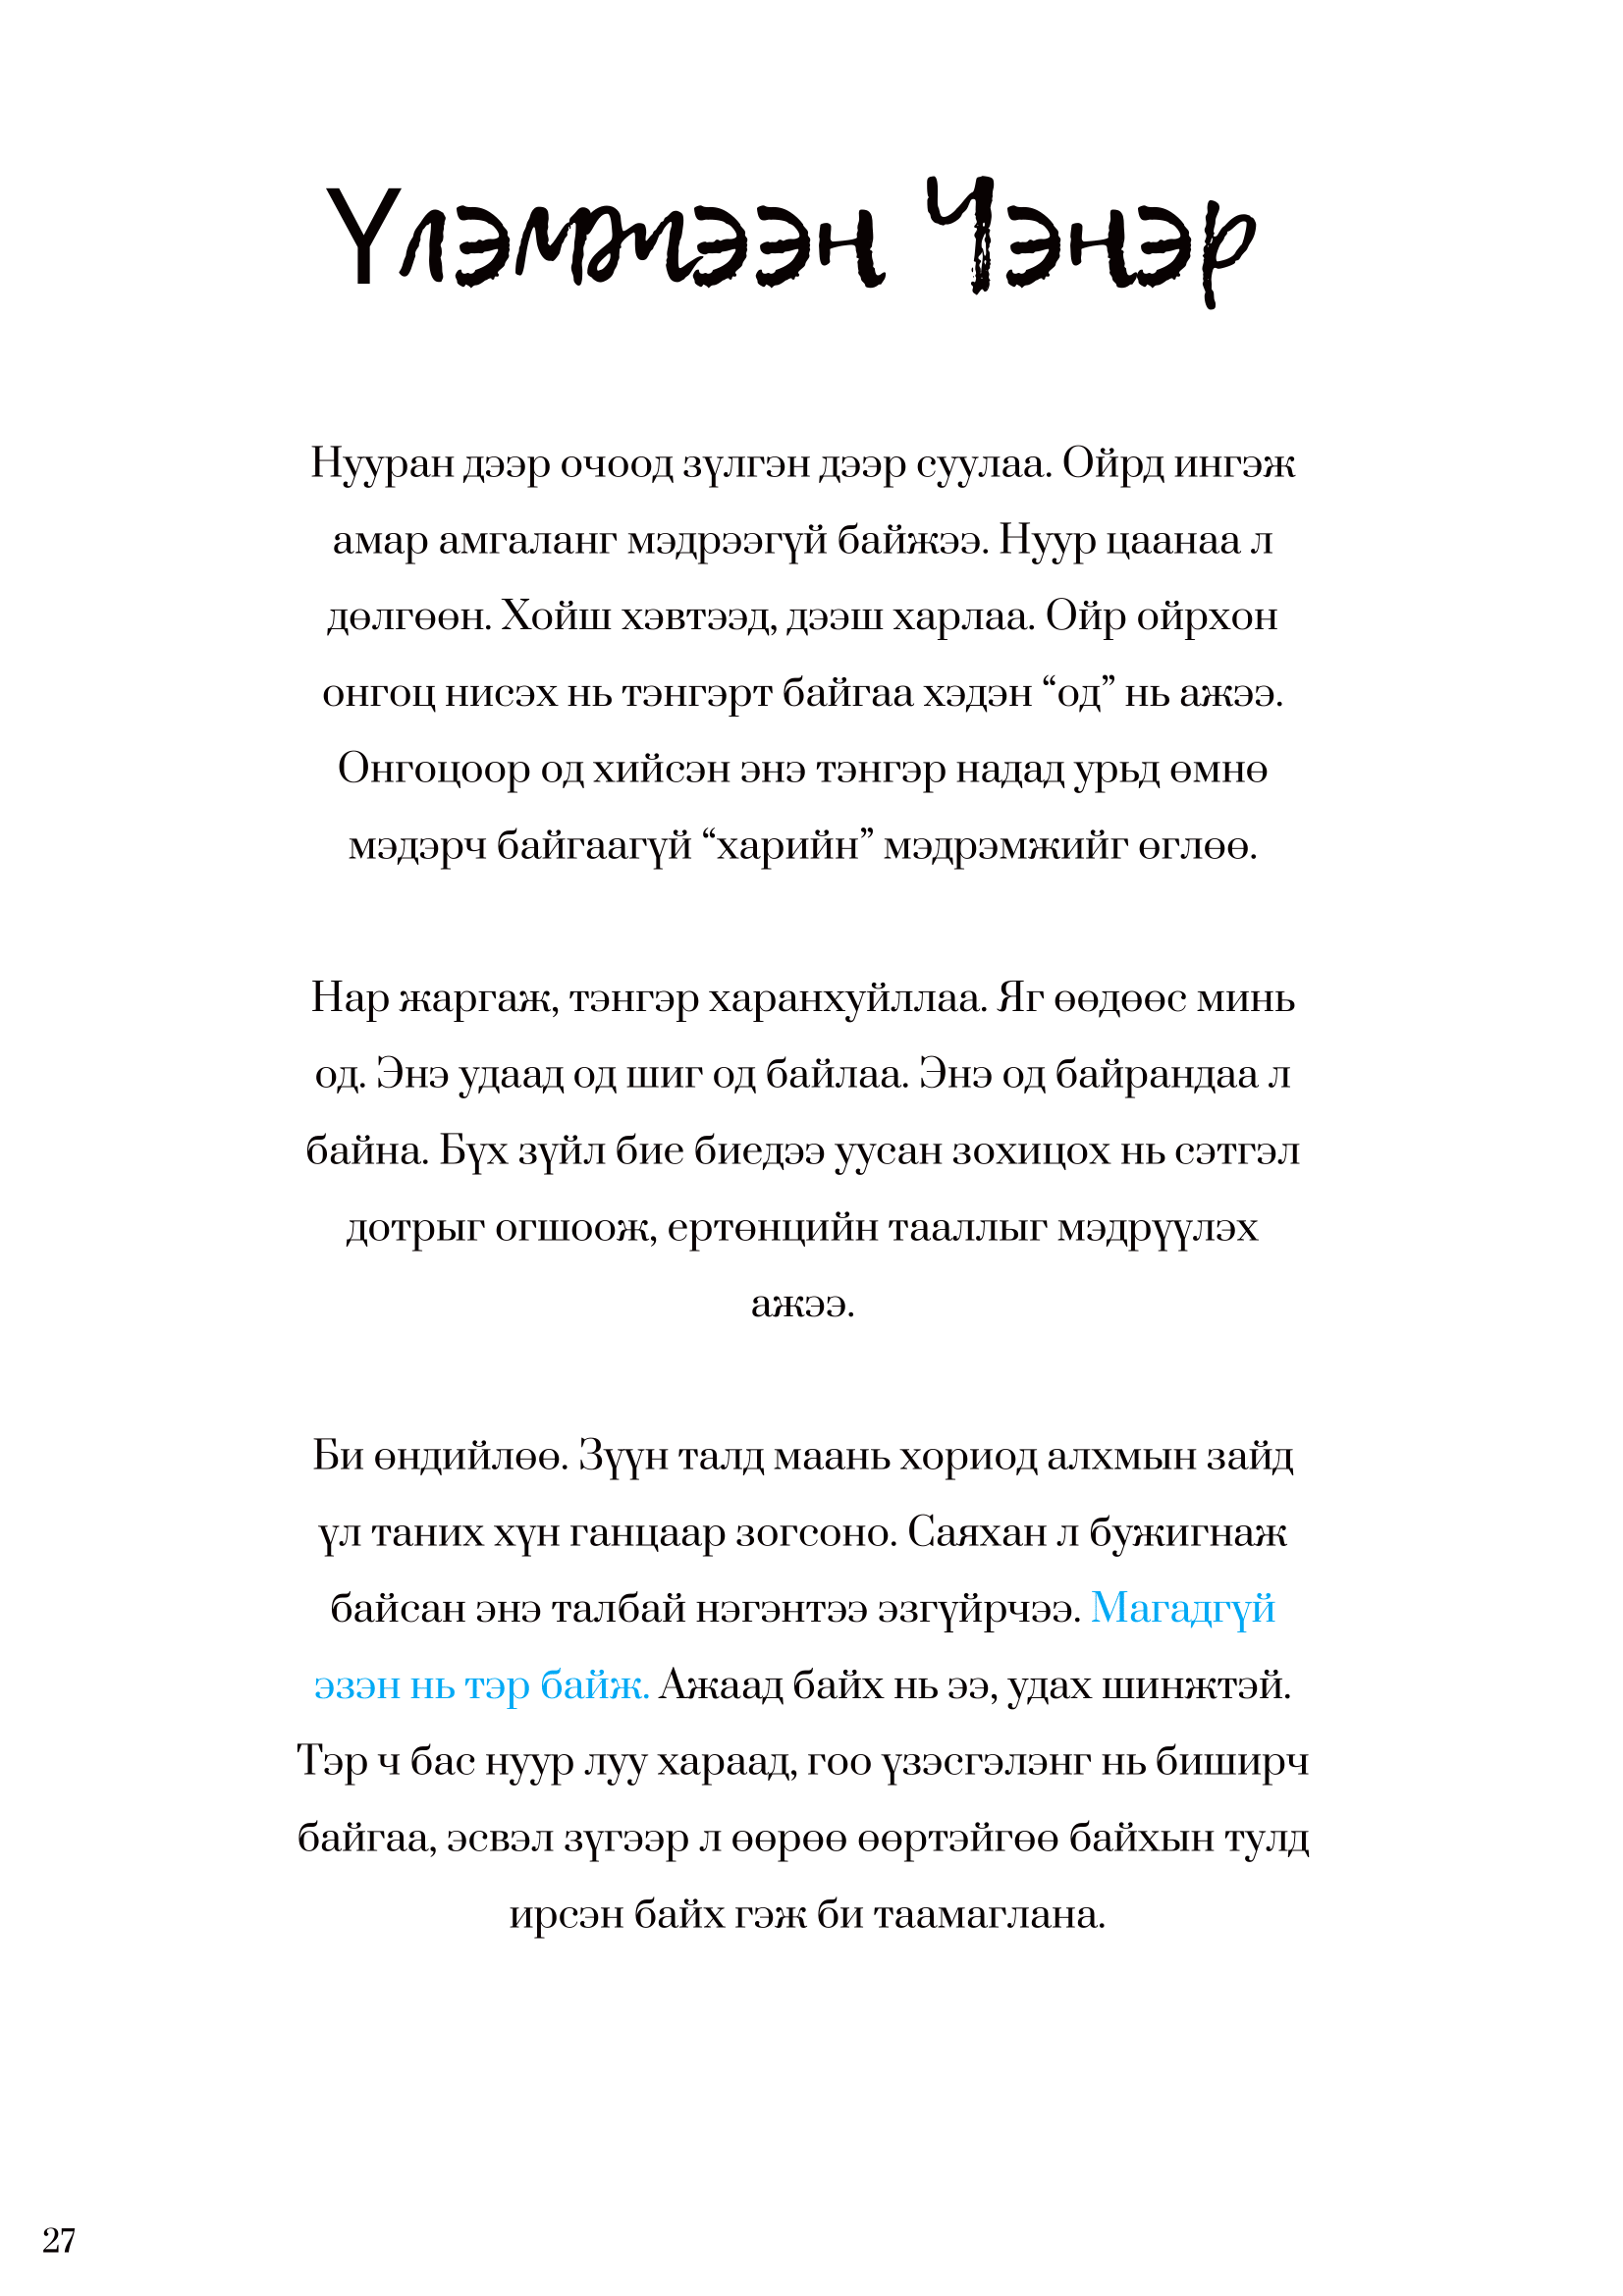 Үлэмжээн Чэнэр
Нууран дээр очоод зүлгэн дээр суулаа. Ойрд ингэж
амар амгаланг мэдрээгүй байжээ. Нуур цаанаа л
дөлгөөн. Хойш хэвтээд, дээш харлаа. Ойр ойрхон
онгоц нисэх нь тэнгэрт байгаа хэдэн “од” нь ажээ.
Онгоцоор од хийсэн энэ тэнгэр надад урьд өмнө
мэдэрч байгаагүй “харийн” мэдрэмжийг өглөө.
Нар жаргаж, тэнгэр харанхуйллаа. Яг өөдөөс минь
од. Энэ удаад од шиг од байлаа. Энэ од байрандаа л
байна. Бүх зүйл бие биедээ уусан зохицох нь сэтгэл
дотрыг огшоож, ертөнцийн тааллыг мэдрүүлэх
ажээ.
Би өндийлөө. Зүүн талд маань хориод алхмын зайд
үл таних хүн ганцаар зогсоно. Саяхан л бужигнаж
байсан энэ талбай нэгэнтээ эзгүйрчээ. Магадгүй
эзэн нь тэр байж. Ажаад байх нь ээ, удах шинжтэй.
Тэр ч бас нуур луу хараад, гоо үзэсгэлэнг нь биширч
байгаа, эсвэл зүгээр л өөрөө өөртэйгөө байхын тулд
ирсэн байх гэж би таамаглана.
27